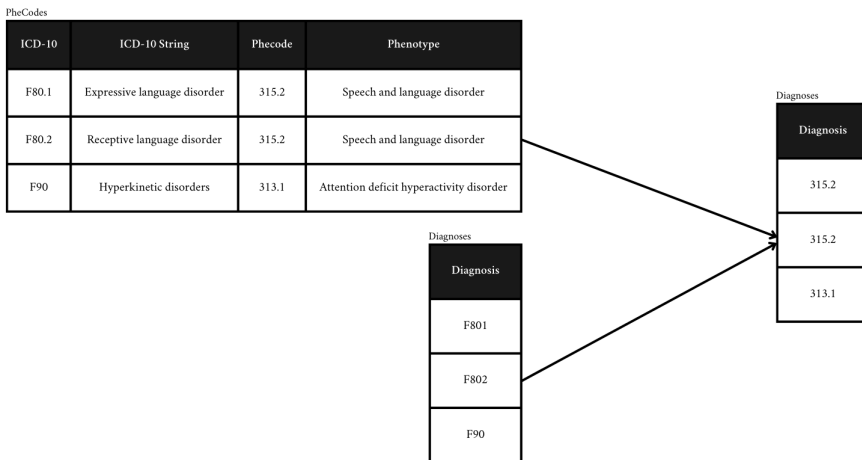 PheCodes
ICD-10 ICD-10 String Phecode Phenotype
F80.1 Expressive language disorder 315.2 Speech and language disorder
F80.2 Receptive language disorder 315.2 Speech and language disorder
F90 Hyperkinetic disorders 313.1 Attention deficit hyperactivity disorder
Diagnoses
Diagnosis
F801
F802
F90
Diagnoses
Diagnosis
315.2
315.2
313.1